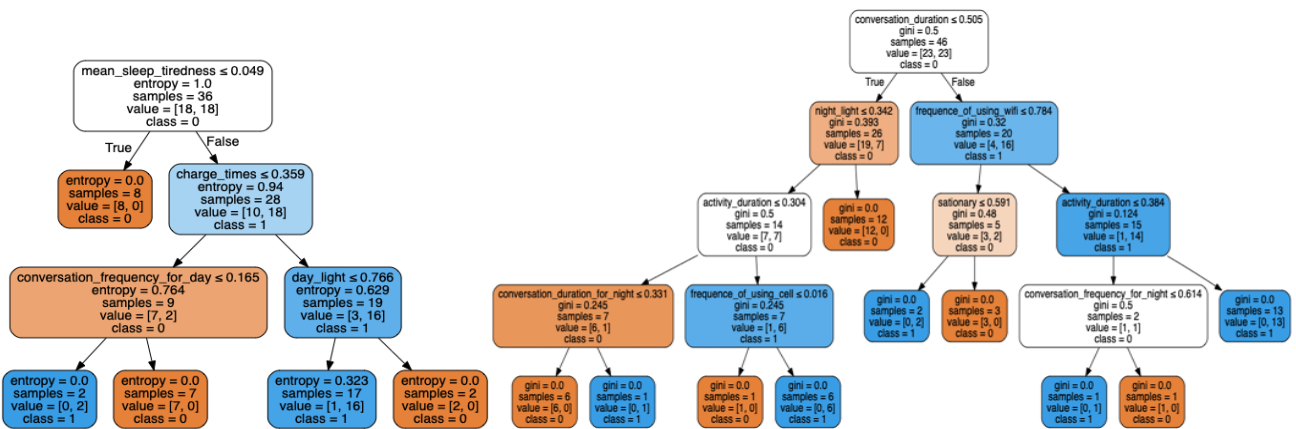 mean_sleep_tiredness ≤ 0.049
entropy = 1.0
samples = 36
value = [18, 18]
class = 0
True
False
entropy = 0.0
samples = 8
value = [8, 0]
class = 0
charge_times ≤ 0.359
entropy = 0.94
samples = 28
value = [10, 18]
class = 1
conversation_frequency_for_day ≤ 0.165
entropy = 0.764
samples = 9
value = [7, 2]
class = 0
day_light ≤ 0.766
entropy = 0.629
samples = 19
value = [3, 16]
class = 1
entropy = 0.0
samples = 2
value = [0, 2]
class = 1
entropy = 0.0
samples = 7
value = [7, 0]
class = 0
entropy = 0.323
samples = 17
value = [1, 16]
class = 1
entropy = 0.0
samples = 2
value = [2, 0]
class = 0
conversation_duration ≤ 0.505
gini = 0.5
samples = 46
value = [23, 23]
class = 0
True
False
night_light ≤ 0.342
gini = 0.393
samples = 26
value = [19, 7]
class = 0
frequence_of_using_wifi ≤ 0.784
gini = 0.32
samples = 20
value = [4, 16]
class = 1
activity_duration ≤ 0.304
gini = 0.5
samples = 14
value = [7, 7]
class = 0
gini = 0.0
samples = 12
value = [12, 0]
class = 0
sationary ≤ 0.591
gini = 0.48
samples = 5
value = [3, 2]
class = 0
activity_duration ≤ 0.384
gini = 0.124
samples = 15
value = [1, 14]
class = 1
conversation_duration_for_night ≤ 0.331
gini = 0.245
samples = 7
value = [6, 1]
class = 0
frequence_of_using_cell ≤ 0.016
gini = 0.245
samples = 7
value = [1, 6]
class = 1
gini = 0.0
samples = 2
value = [0, 2]
class = 1
gini = 0.0
samples = 3
value = [3, 0]
class = 0
conversation_frequency_for_night ≤ 0.614
gini = 0.5
samples = 2
value = [1, 1]
class = 0
gini = 0.0
samples = 13
value = [0, 13]
class = 1
gini = 0.0
samples = 6
value = [6, 0]
class = 0
gini = 0.0
samples = 1
value = [0, 1]
class = 1
gini = 0.0
samples = 1
value = [1, 0]
class = 0
gini = 0.0
samples = 6
value = [0, 6]
class = 1
gini = 0.0
samples = 1
value = [0, 1]
class = 1
gini = 0.0
samples = 1
value = [1, 0]
class = 0